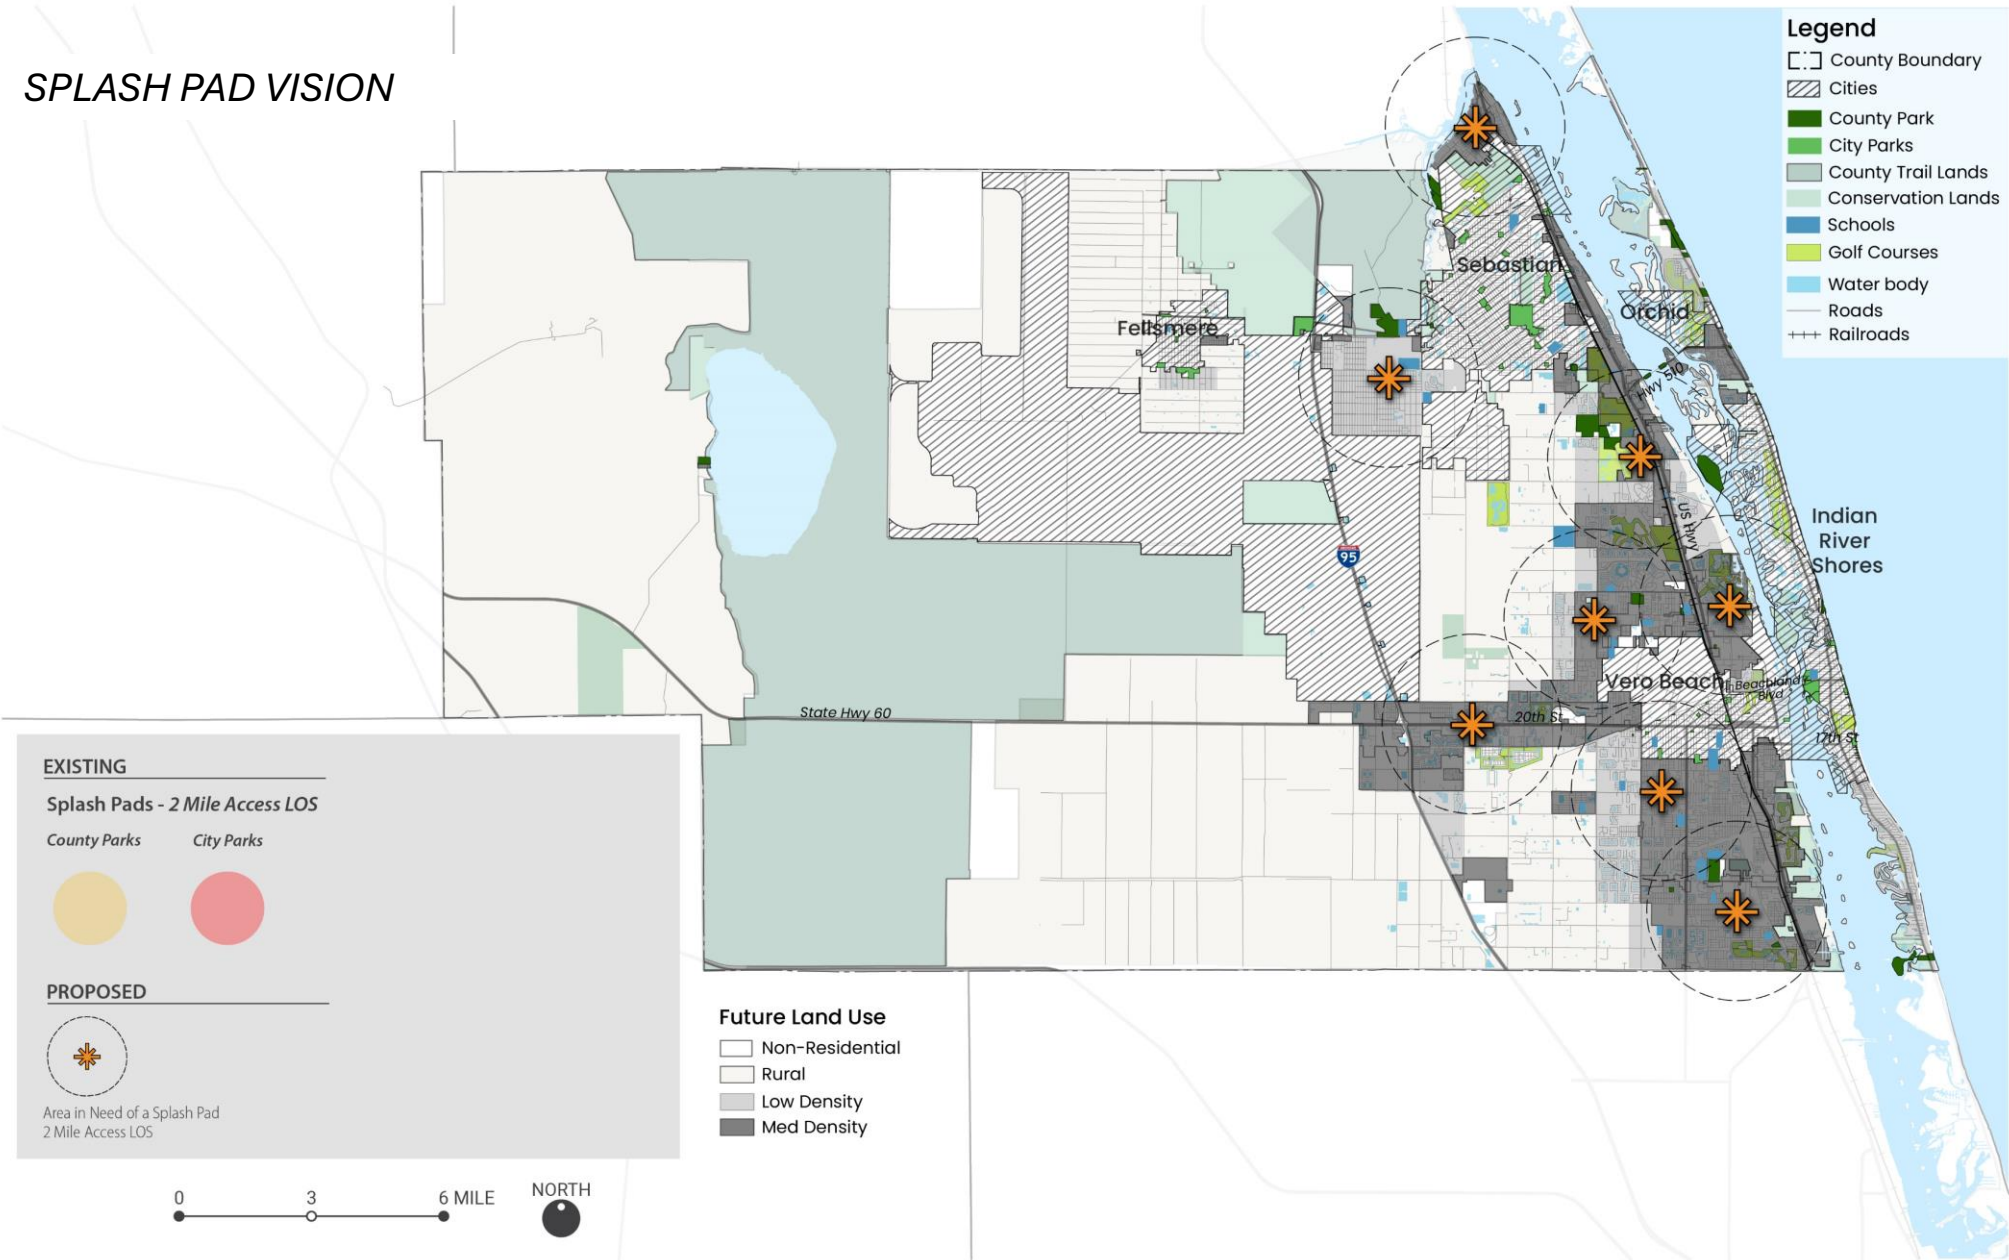 SPLASH PAD VISION
Legend
County Boundary
Cities
County Park
City Parks
County Trail Lands
Conservation Lands
Schools
Golf Courses
Water body
Roads
Railroads
Sebastian
Fellsmere
Orchid
Hwy 510
US Hwy 1
Indian
River
Shores
95
Vero Beach
Beachland
Blvd
State Hwy 60
20th St
17th St
EXISTING
Splash Pads - 2 Mile Access LOS
County Parks
City Parks
PROPOSED
Area in Need of a Splash Pad
2 Mile Access LOS
Future Land Use
Non-Residential
Rural
Low Density
Med Density
0
3
6 MILE
NORTH